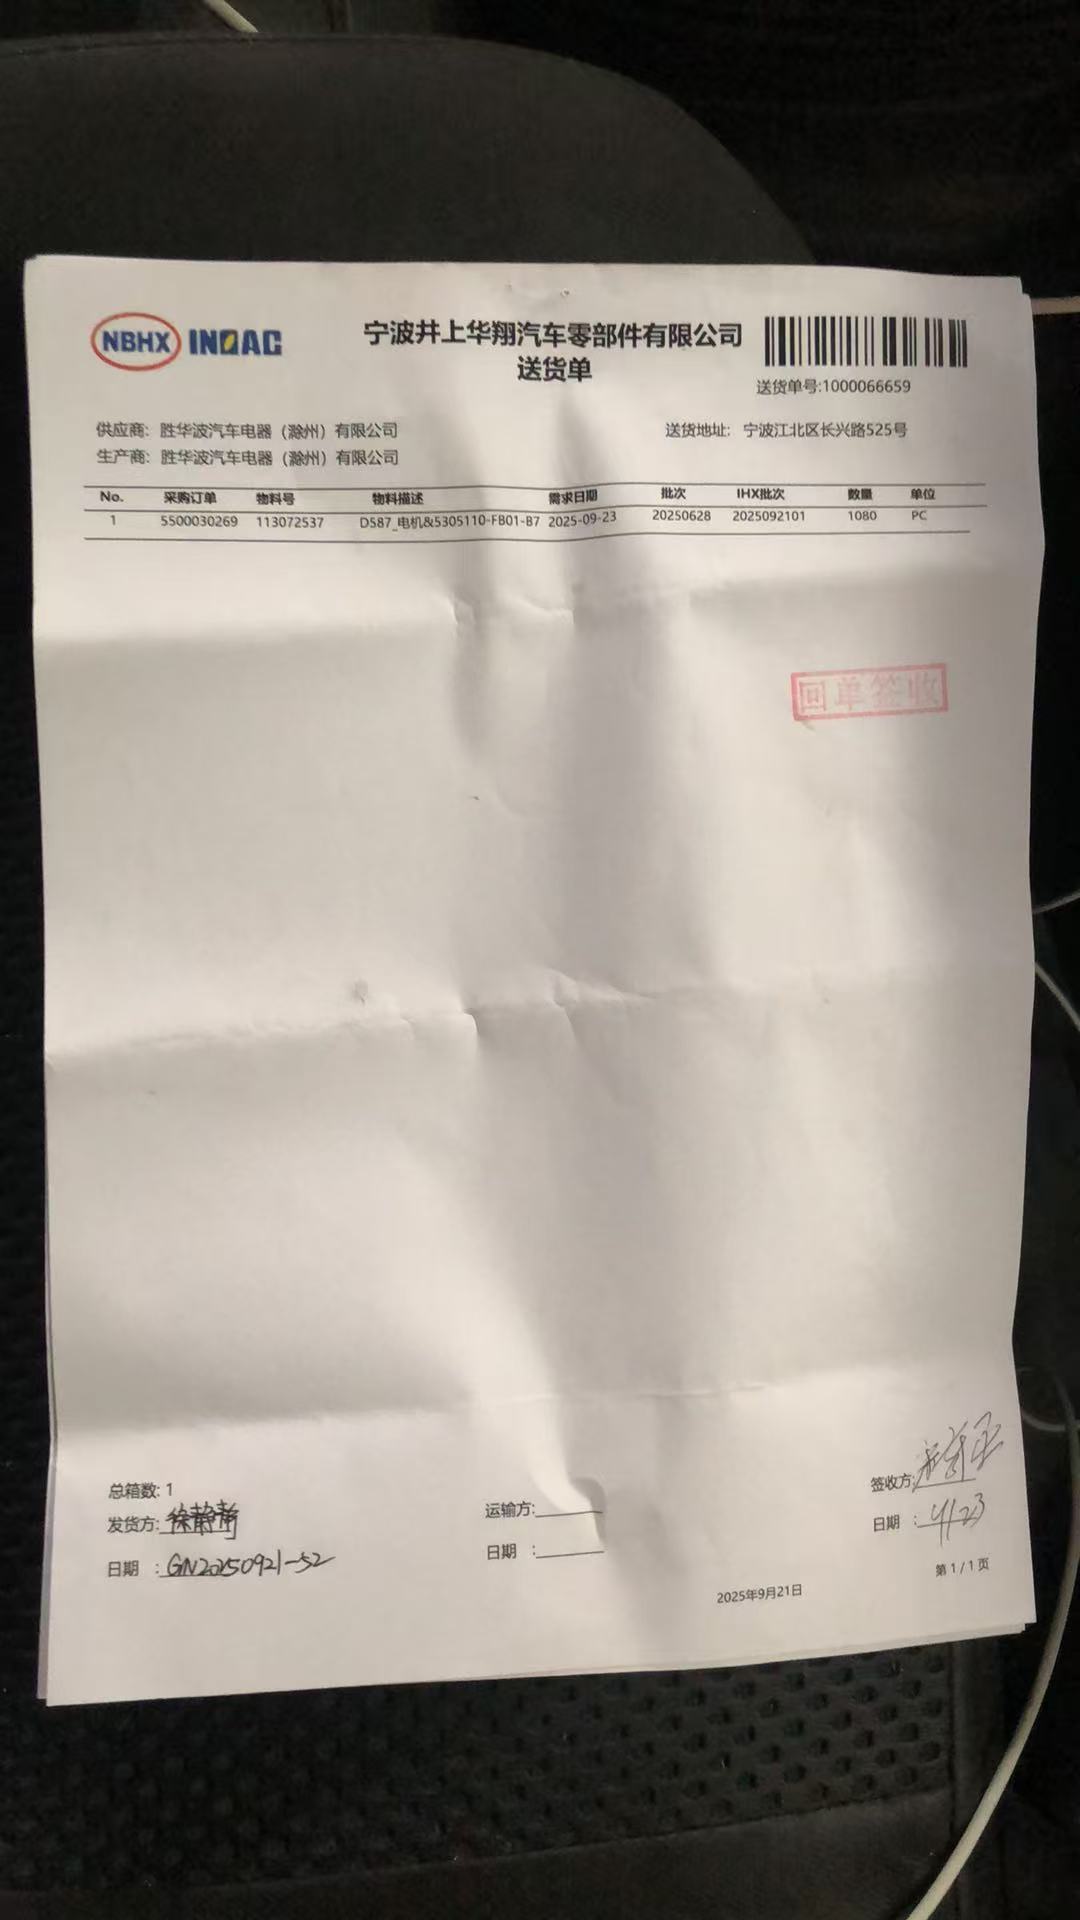 NBHX INOAC
宁波井上华翔汽车零部件有限公司
送货单
送货单号:1000066659
供应商: 胜华波汽车电器（滁州）有限公司
送货地址: 宁波江北区长兴路525号
生产商: 胜华波汽车电器（滁州）有限公司
No. 采购订单 物料号 物料描述 需求日期 批次 IHX批次 数量 单位
1 5500030269 113072537 D587_电机&5305110-FB01-B7 2025-09-23 20250628 2025092101 1080 PC
回单签收
总箱数: 1
发货方: 徐静静
运输方:
签收方:
日期 : GN20250921-52
日期 :
日期 :
2025年9月21日
第 1 / 1 页